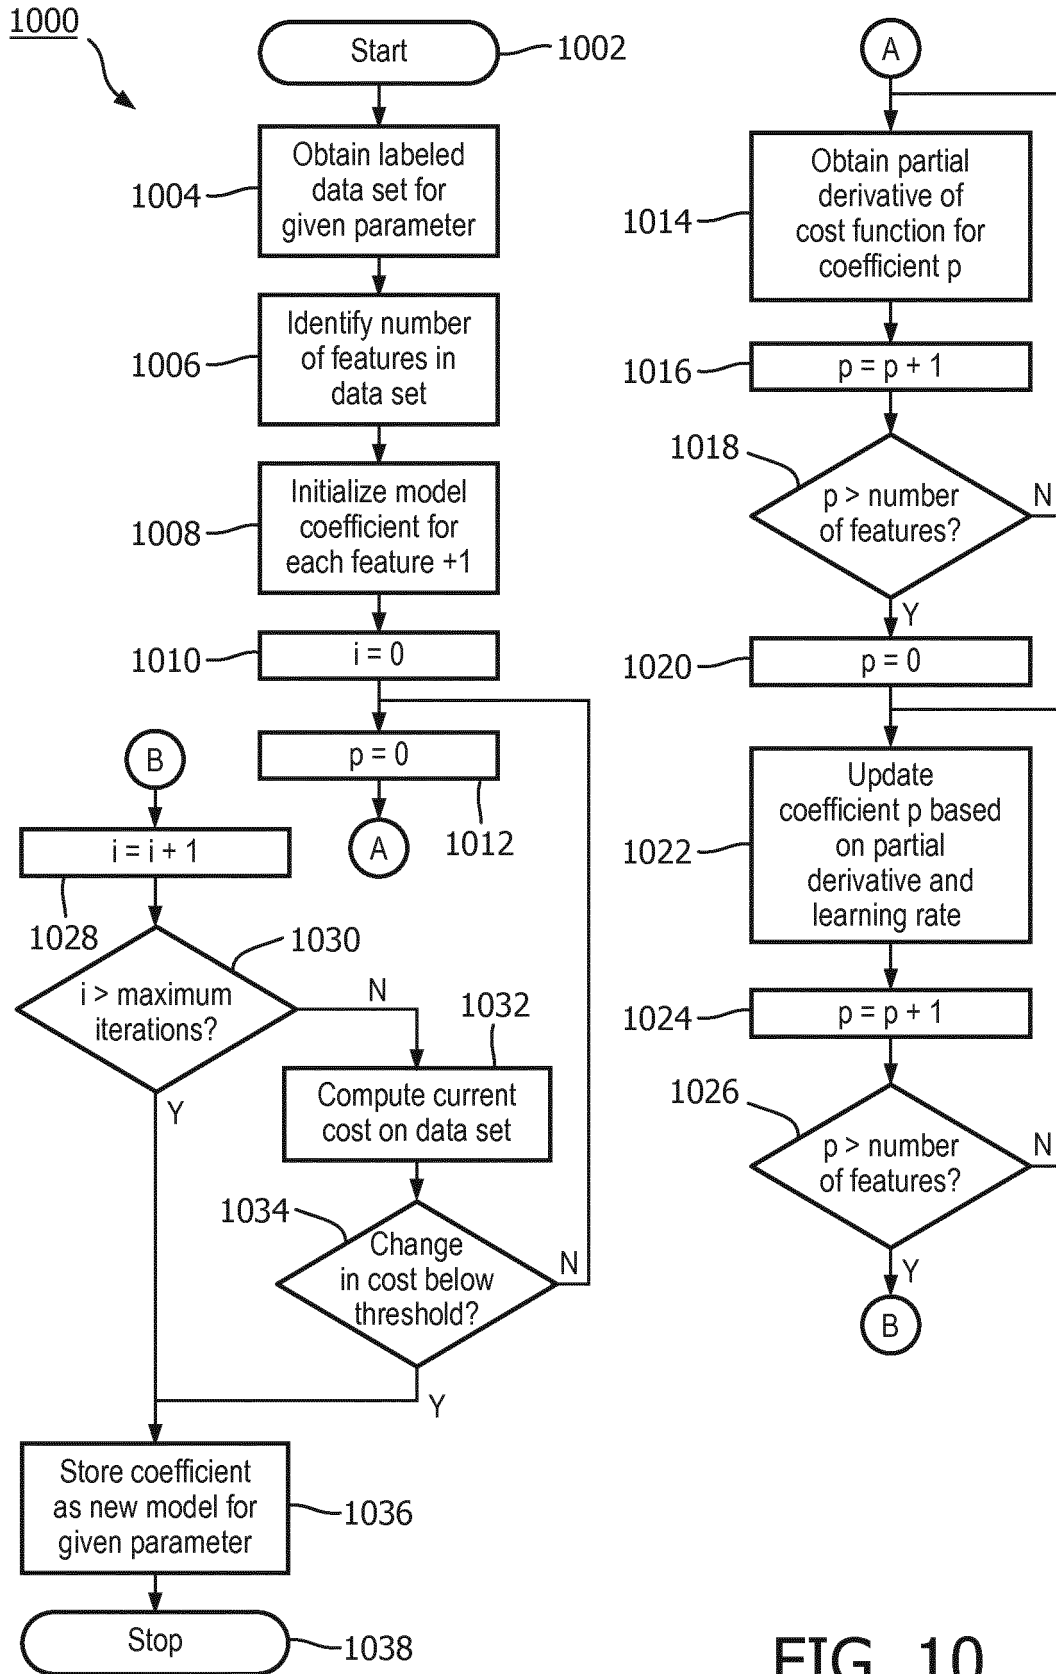 1000
Start
1002
Obtain labeled
data set for
given parameter
1004
Identify number
of features in
data set
1006
Initialize model
coefficient for
each feature +1
1008
i = 0
1010
p = 0
1012
A
B
i = i + 1
1028
i > maximum
iterations?
1030
N
Y
Compute current
cost on data set
1032
Change
in cost below
threshold?
1034
N
Y
Store coefficient
as new model for
given parameter
1036
Stop
1038
A
Obtain partial
derivative of
cost function for
coefficient p
1014
p = p + 1
1016
p > number
of features?
1018
N
Y
p = 0
1020
Update
coefficient p based
on partial
derivative and
learning rate
1022
p = p + 1
1024
p > number
of features?
1026
N
Y
B
FIG. 10